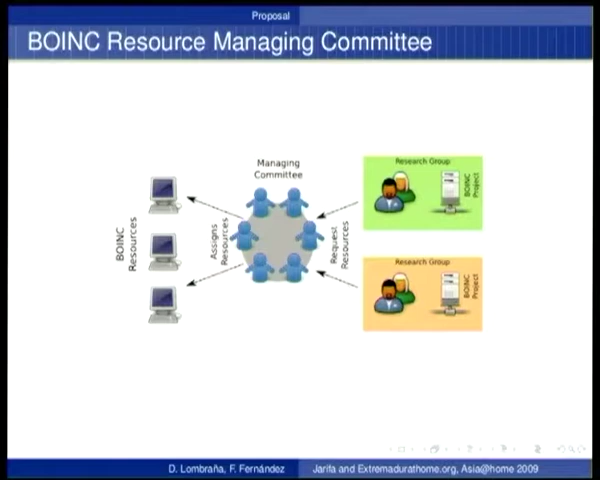 Proposal
BOINC Resource Managing Committee
Managing
Committee
BOINC
Resources
Assigns
Resources
Request
Resources
Research Group
BOINC
Project
Research Group
BOINC
Project
D. Lombraña, F. Fernández
Jarifa and Extremadurathome.org, Asia@home 2009